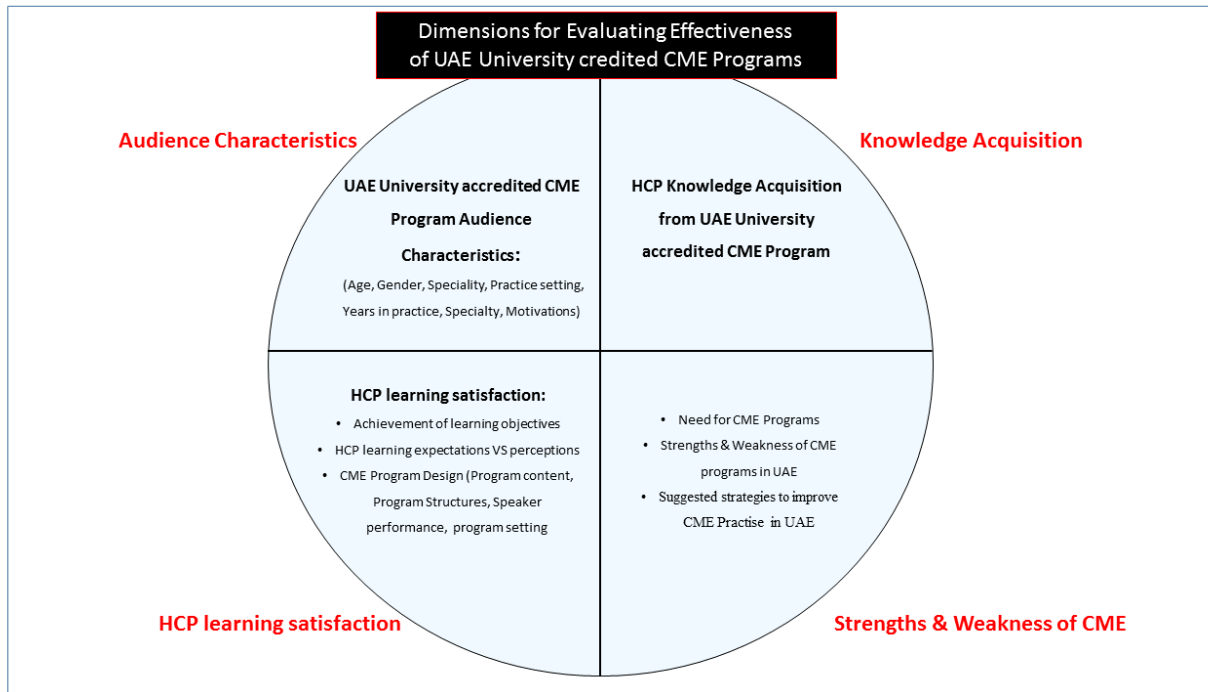 Dimensions for Evaluating Effectiveness
of UAE University credited CME Programs
Audience Characteristics
Knowledge Acquisition
UAE University accredited CME
Program Audience
Characteristics:
(Age, Gender, Speciality, Practice setting,
Years in practice, Specialty, Motivations)
HCP Knowledge Acquisition
from UAE University
accredited CME Program
HCP learning satisfaction:
• Achievement of learning objectives
• HCP learning expectations VS perceptions
• CME Program Design (Program content,
Program Structures, Speaker
performance, program setting
• Need for CME Programs
• Strengths & Weakness of CME
programs in UAE
• Suggested strategies to improve
CME Practise in UAE
HCP learning satisfaction
Strengths & Weakness of CME